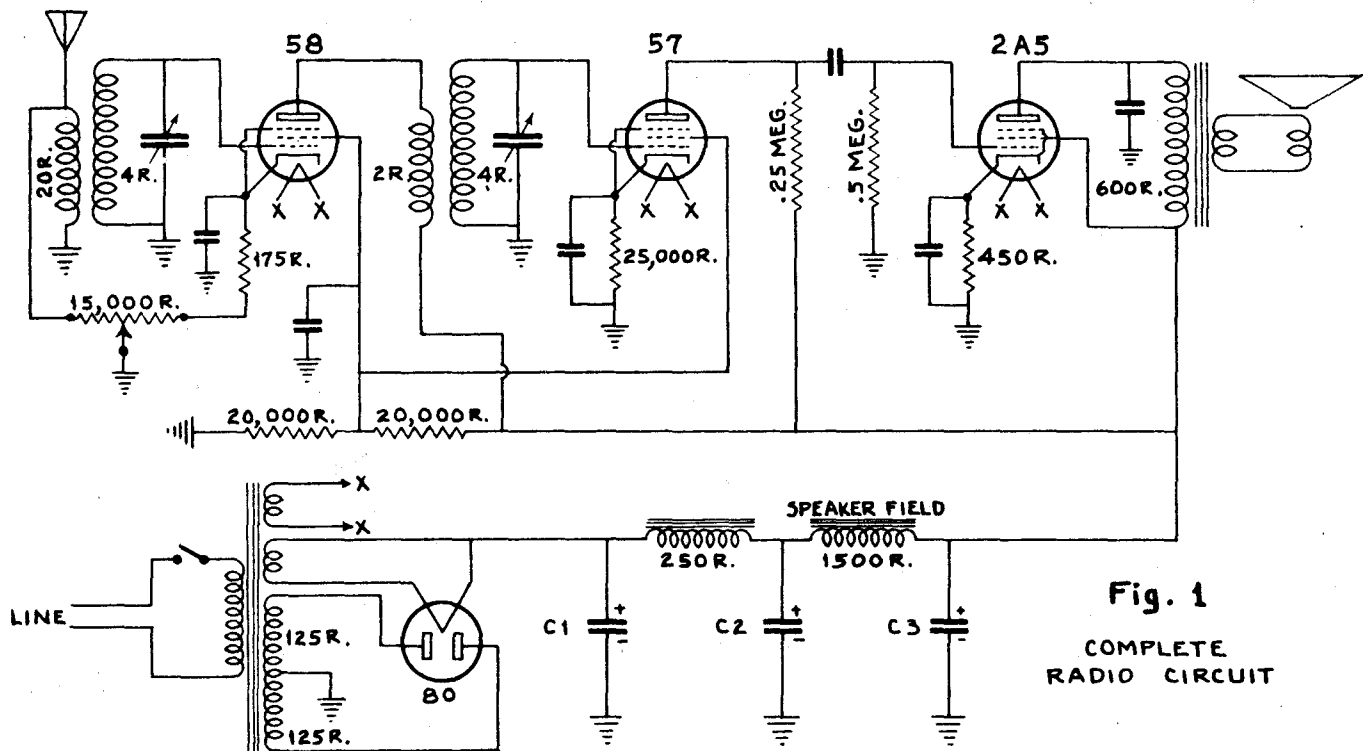 58
57
2A5
20R.
4R.
2R.
4R.
.25 MEG.
.5 MEG.
600R.
X X
X X
X X
175R.
25,000R.
450R.
15,000R.
20,000R.
20,000R.
X
X
SPEAKER FIELD
250R.
1500R.
LINE
125R.
125R.
80
C1
+
-
C2
+
-
C3
+
-
Fig. 1
COMPLETE
RADIO CIRCUIT